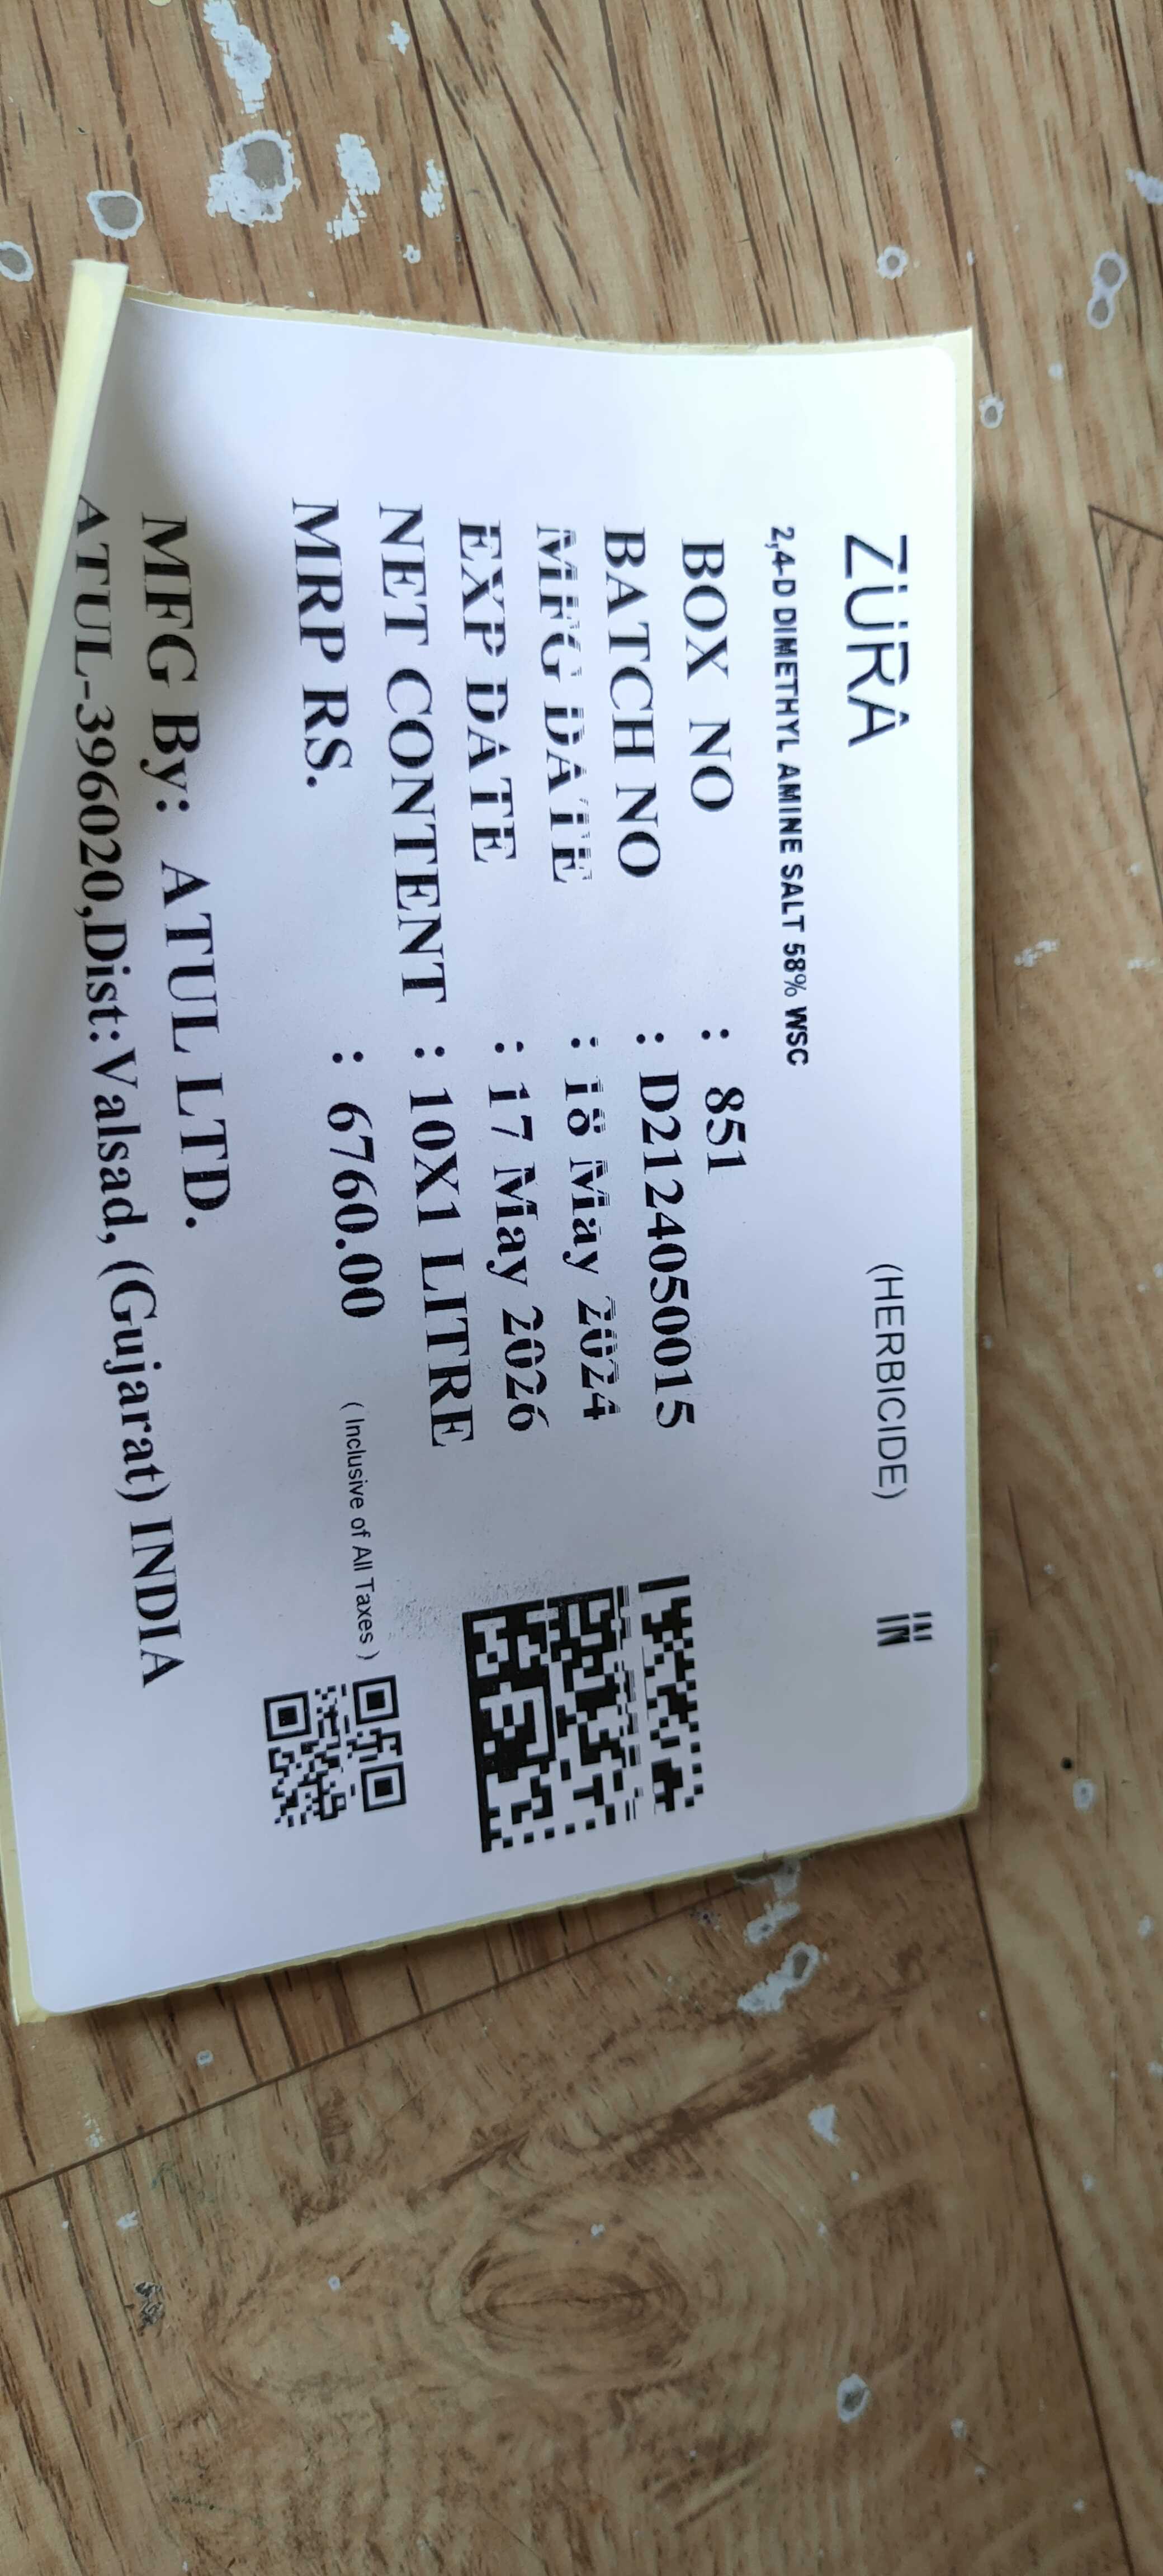 ZURA (HERBICIDE) IN
2,4-D DIMETHYL AMINE SALT 58% WSC
BOX NO : 851
BATCH NO : D2124050015
MFG DATE : 18 May 2024
EXP DATE : 17 May 2026
NET CONTENT : 10X1 LITRE
MRP RS. : 6760.00 ( Inclusive of All Taxes )
MFG By: ATUL LTD.
ATUL-396020,Dist:Valsad, (Gujarat) INDIA